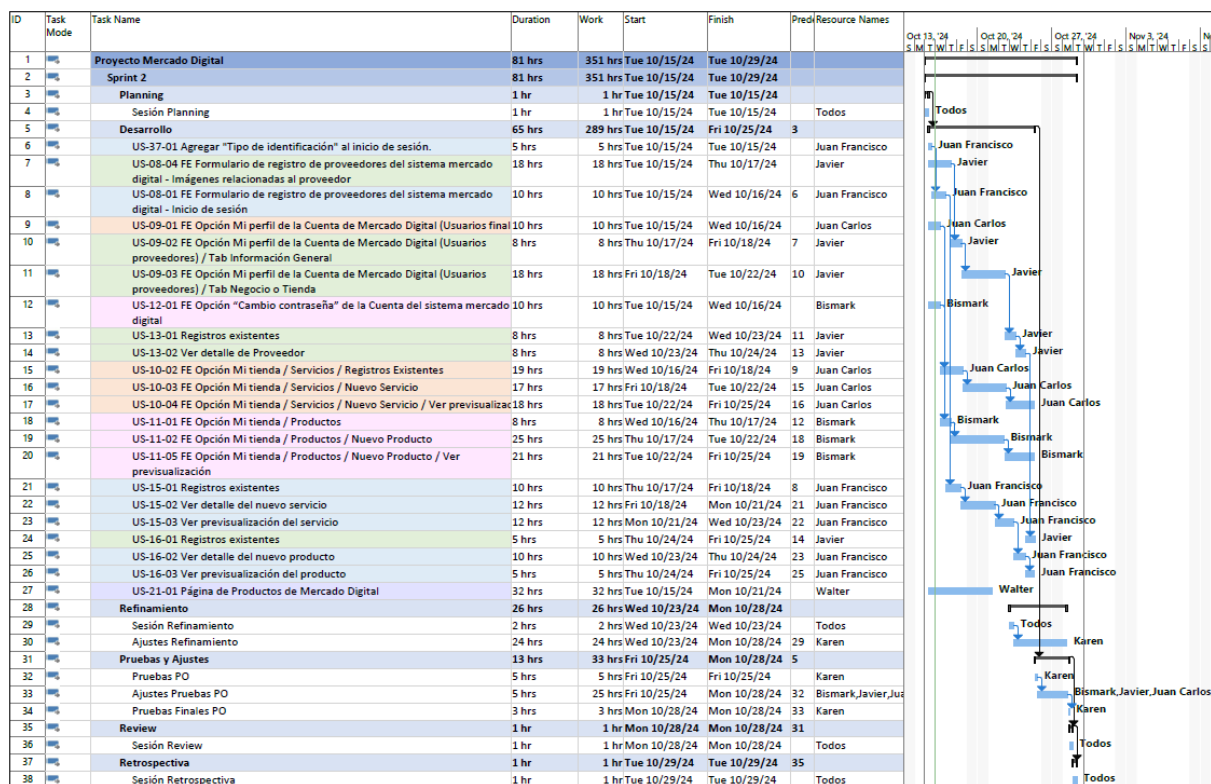 ID Task Mode Task Name Duration Work Start Finish Prede Resource Names
Oct 13, '24 Oct 20, '24 Oct 27, '24 Nov 3, '24 N
S M T W T F S S M T W T F S S M T W T F S S M T W T F S S
1 Proyecto Mercado Digital 81 hrs 351 hrs Tue 10/15/24 Tue 10/29/24
2 Sprint 2 81 hrs 351 hrs Tue 10/15/24 Tue 10/29/24
3 Planning 1 hr 1 hr Tue 10/15/24 Tue 10/15/24
4 Sesión Planning 1 hr 1 hr Tue 10/15/24 Tue 10/15/24 Todos Todos
5 Desarrollo 65 hrs 289 hrs Tue 10/15/24 Fri 10/25/24 3
6 US-37-01 Agregar "Tipo de identificación" al inicio de sesión. 5 hrs 5 hrs Tue 10/15/24 Tue 10/15/24 Juan Francisco Juan Francisco
7 US-08-04 FE Formulario de registro de proveedores del sistema mercado 18 hrs 18 hrs Tue 10/15/24 Thu 10/17/24 Javier Javier
digital - Imágenes relacionadas al proveedor
8 US-08-01 FE Formulario de registro de proveedores del sistema mercado 10 hrs 10 hrs Tue 10/15/24 Wed 10/16/24 6 Juan Francisco Juan Francisco
digital - Inicio de sesión
9 US-09-01 FE Opción Mi perfil de la Cuenta de Mercado Digital (Usuarios final 10 hrs 10 hrs Tue 10/15/24 Wed 10/16/24 Juan Carlos Juan Carlos
10 US-09-02 FE Opción Mi perfil de la Cuenta de Mercado Digital (Usuarios 8 hrs 8 hrs Thu 10/17/24 Fri 10/18/24 7 Javier Javier
proveedores) / Tab Información General
11 US-09-03 FE Opción Mi perfil de la Cuenta de Mercado Digital (Usuarios 18 hrs 18 hrs Fri 10/18/24 Tue 10/22/24 10 Javier Javier
proveedores) / Tab Negocio o Tienda
12 US-12-01 FE Opción “Cambio contraseña” de la Cuenta del sistema mercado 10 hrs 10 hrs Tue 10/15/24 Wed 10/16/24 Bismark Bismark
digital
13 US-13-01 Registros existentes 8 hrs 8 hrs Tue 10/22/24 Wed 10/23/24 11 Javier Javier
14 US-13-02 Ver detalle de Proveedor 8 hrs 8 hrs Wed 10/23/24 Thu 10/24/24 13 Javier Javier
15 US-10-02 FE Opción Mi tienda / Servicios / Registros Existentes 19 hrs 19 hrs Wed 10/16/24 Fri 10/18/24 9 Juan Carlos Juan Carlos
16 US-10-03 FE Opción Mi tienda / Servicios / Nuevo Servicio 17 hrs 17 hrs Fri 10/18/24 Tue 10/22/24 15 Juan Carlos Juan Carlos
17 US-10-04 FE Opción Mi tienda / Servicios / Nuevo Servicio / Ver previsualizac 18 hrs 18 hrs Tue 10/22/24 Fri 10/25/24 16 Juan Carlos Juan Carlos
18 US-11-01 FE Opción Mi tienda / Productos 8 hrs 8 hrs Wed 10/16/24 Thu 10/17/24 12 Bismark Bismark
19 US-11-02 FE Opción Mi tienda / Productos / Nuevo Producto 25 hrs 25 hrs Thu 10/17/24 Tue 10/22/24 18 Bismark Bismark
20 US-11-05 FE Opción Mi tienda / Productos / Nuevo Producto / Ver 21 hrs 21 hrs Tue 10/22/24 Fri 10/25/24 19 Bismark Bismark
previsualización
21 US-15-01 Registros existentes 10 hrs 10 hrs Thu 10/17/24 Fri 10/18/24 8 Juan Francisco Juan Francisco
22 US-15-02 Ver detalle del nuevo servicio 12 hrs 12 hrs Fri 10/18/24 Mon 10/21/24 21 Juan Francisco Juan Francisco
23 US-15-03 Ver previsualización del servicio 12 hrs 12 hrs Mon 10/21/24 Wed 10/23/24 22 Juan Francisco Juan Francisco
24 US-16-01 Registros existentes 5 hrs 5 hrs Thu 10/24/24 Fri 10/25/24 14 Javier Javier
25 US-16-02 Ver detalle del nuevo producto 10 hrs 10 hrs Wed 10/23/24 Thu 10/24/24 23 Juan Francisco Juan Francisco
26 US-16-03 Ver previsualización del producto 5 hrs 5 hrs Thu 10/24/24 Fri 10/25/24 25 Juan Francisco Juan Francisco
27 US-21-01 Página de Productos de Mercado Digital 32 hrs 32 hrs Tue 10/15/24 Mon 10/21/24 Walter Walter
28 Refinamiento 26 hrs 26 hrs Wed 10/23/24 Mon 10/28/24
29 Sesión Refinamiento 2 hrs 2 hrs Wed 10/23/24 Wed 10/23/24 Todos Todos
30 Ajustes Refinamiento 24 hrs 24 hrs Wed 10/23/24 Mon 10/28/24 29 Karen Karen
31 Pruebas y Ajustes 13 hrs 33 hrs Fri 10/25/24 Mon 10/28/24 5
32 Pruebas PO 5 hrs 5 hrs Fri 10/25/24 Fri 10/25/24 Karen Karen
33 Ajustes Pruebas PO 5 hrs 25 hrs Fri 10/25/24 Mon 10/28/24 32 Bismark,Javier,Jua Bismark,Javier,Juan Carlos
34 Pruebas Finales PO 3 hrs 3 hrs Mon 10/28/24 Mon 10/28/24 33 Karen Karen
35 Review 1 hr 1 hr Mon 10/28/24 Mon 10/28/24 31
36 Sesión Review 1 hr 1 hr Mon 10/28/24 Mon 10/28/24 Todos Todos
37 Retrospectiva 1 hr 1 hr Tue 10/29/24 Tue 10/29/24 35
38 Sesión Retrospectiva 1 hr 1 hr Tue 10/29/24 Tue 10/29/24 Todos Todos